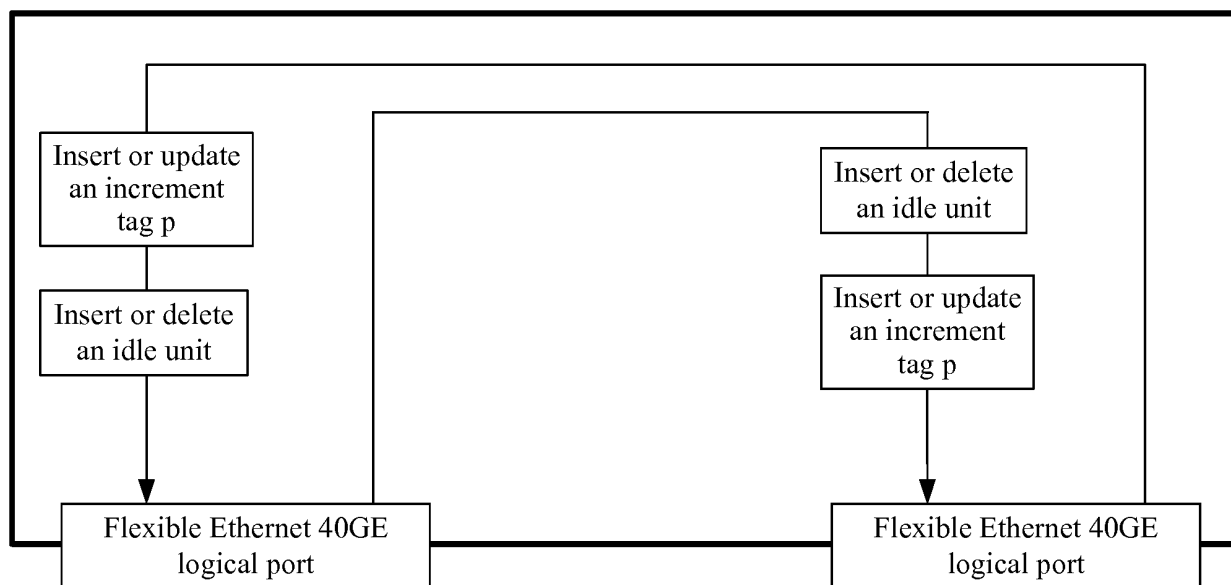 Insert or update
an increment
tag p
Insert or delete
an idle unit
Insert or delete
an idle unit
Insert or update
an increment
tag p
Flexible Ethernet 40GE
logical port
Flexible Ethernet 40GE
logical port